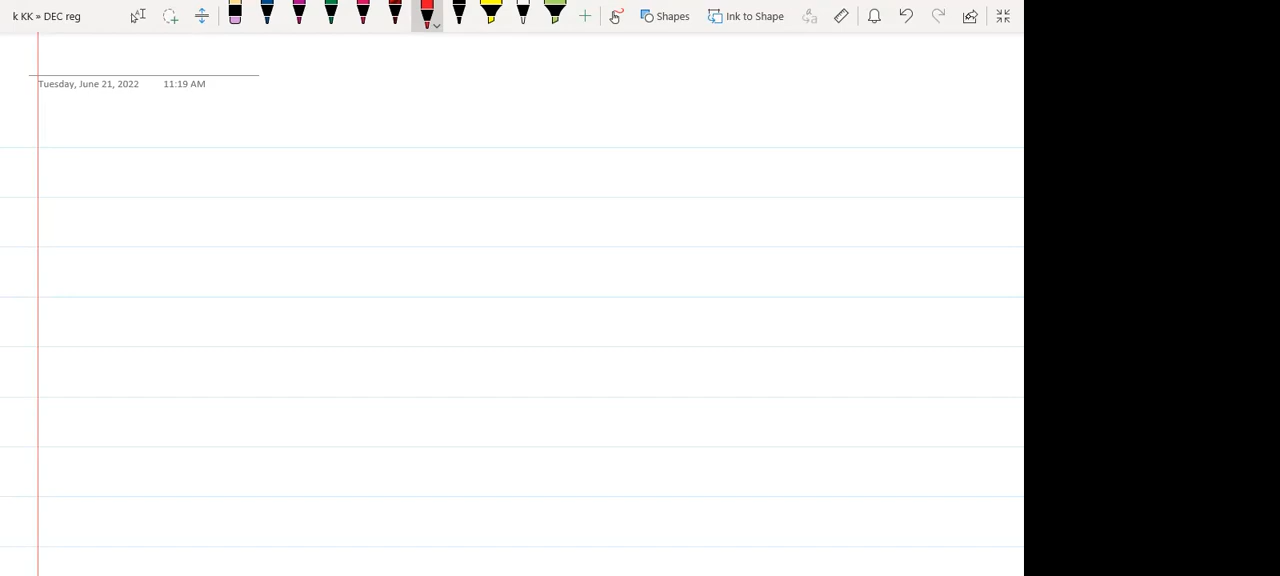 k KK » DEC reg
Shapes
Ink to Shape
Tuesday, June 21, 2022 11:19 AM